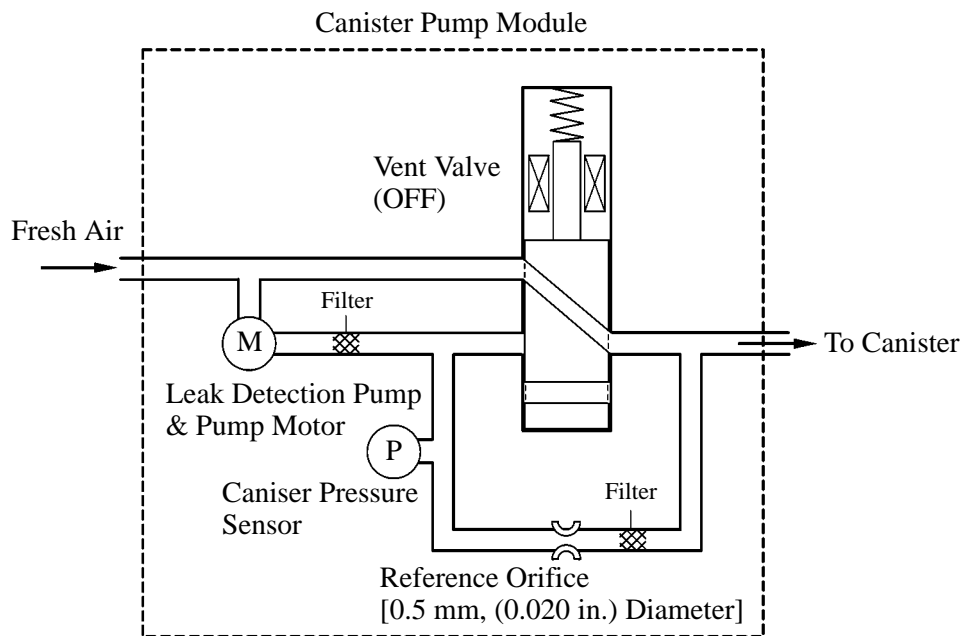 Canister Pump Module
Vent Valve
(OFF)
Fresh Air
Filter
M
To Canister
Leak Detection Pump
& Pump Motor
P
Caniser Pressure
Sensor
Filter
Reference Orifice
[0.5 mm, (0.020 in.) Diameter]